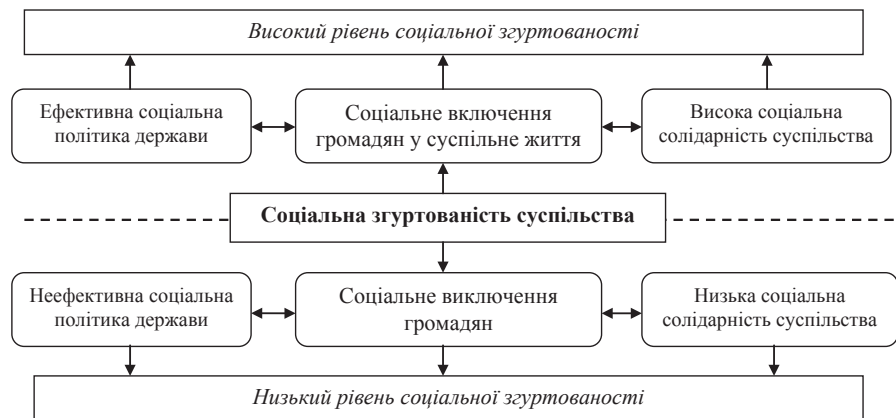 Високий рівень соціальної згуртованості
Ефективна соціальна
політика держави
Соціальне включення
громадян у суспільне життя
Висока соціальна
солідарність суспільства
Соціальна згуртованість суспільства
Неефективна соціальна
політика держави
Соціальне виключення
громадян
Низька соціальна
солідарність суспільства
Низький рівень соціальної згуртованості